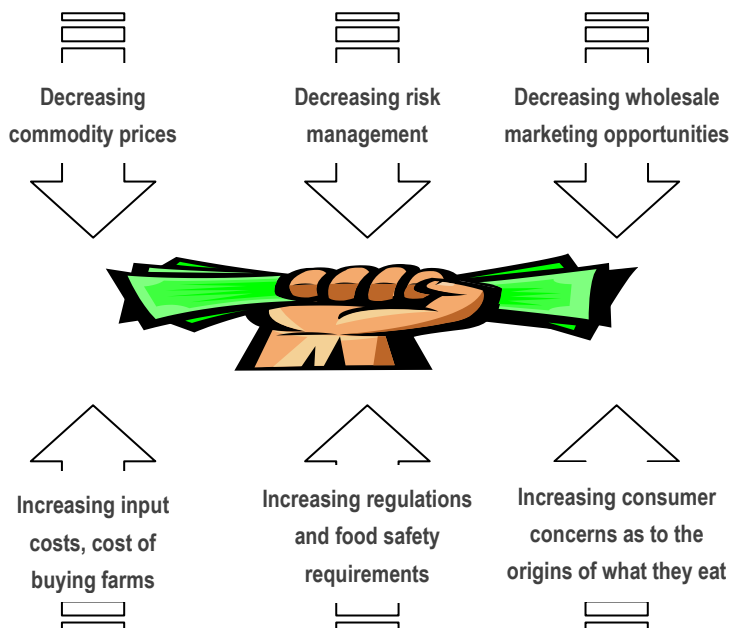 Decreasing
commodity prices
Decreasing risk
management
Decreasing wholesale
marketing opportunities
Increasing input
costs, cost of
buying farms
Increasing regulations
and food safety
requirements
Increasing consumer
concerns as to the
origins of what they eat